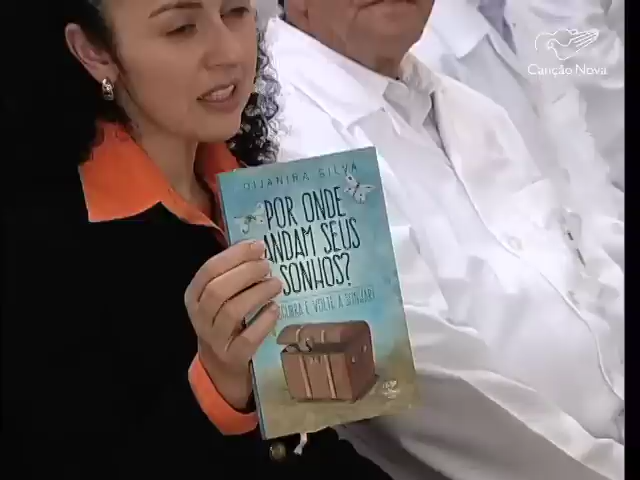 Canção Nova
DIJANIRA SILVA
POR ONDE
ANDAM SEUS
SONHOS?
E VOLTE A SONHAR!